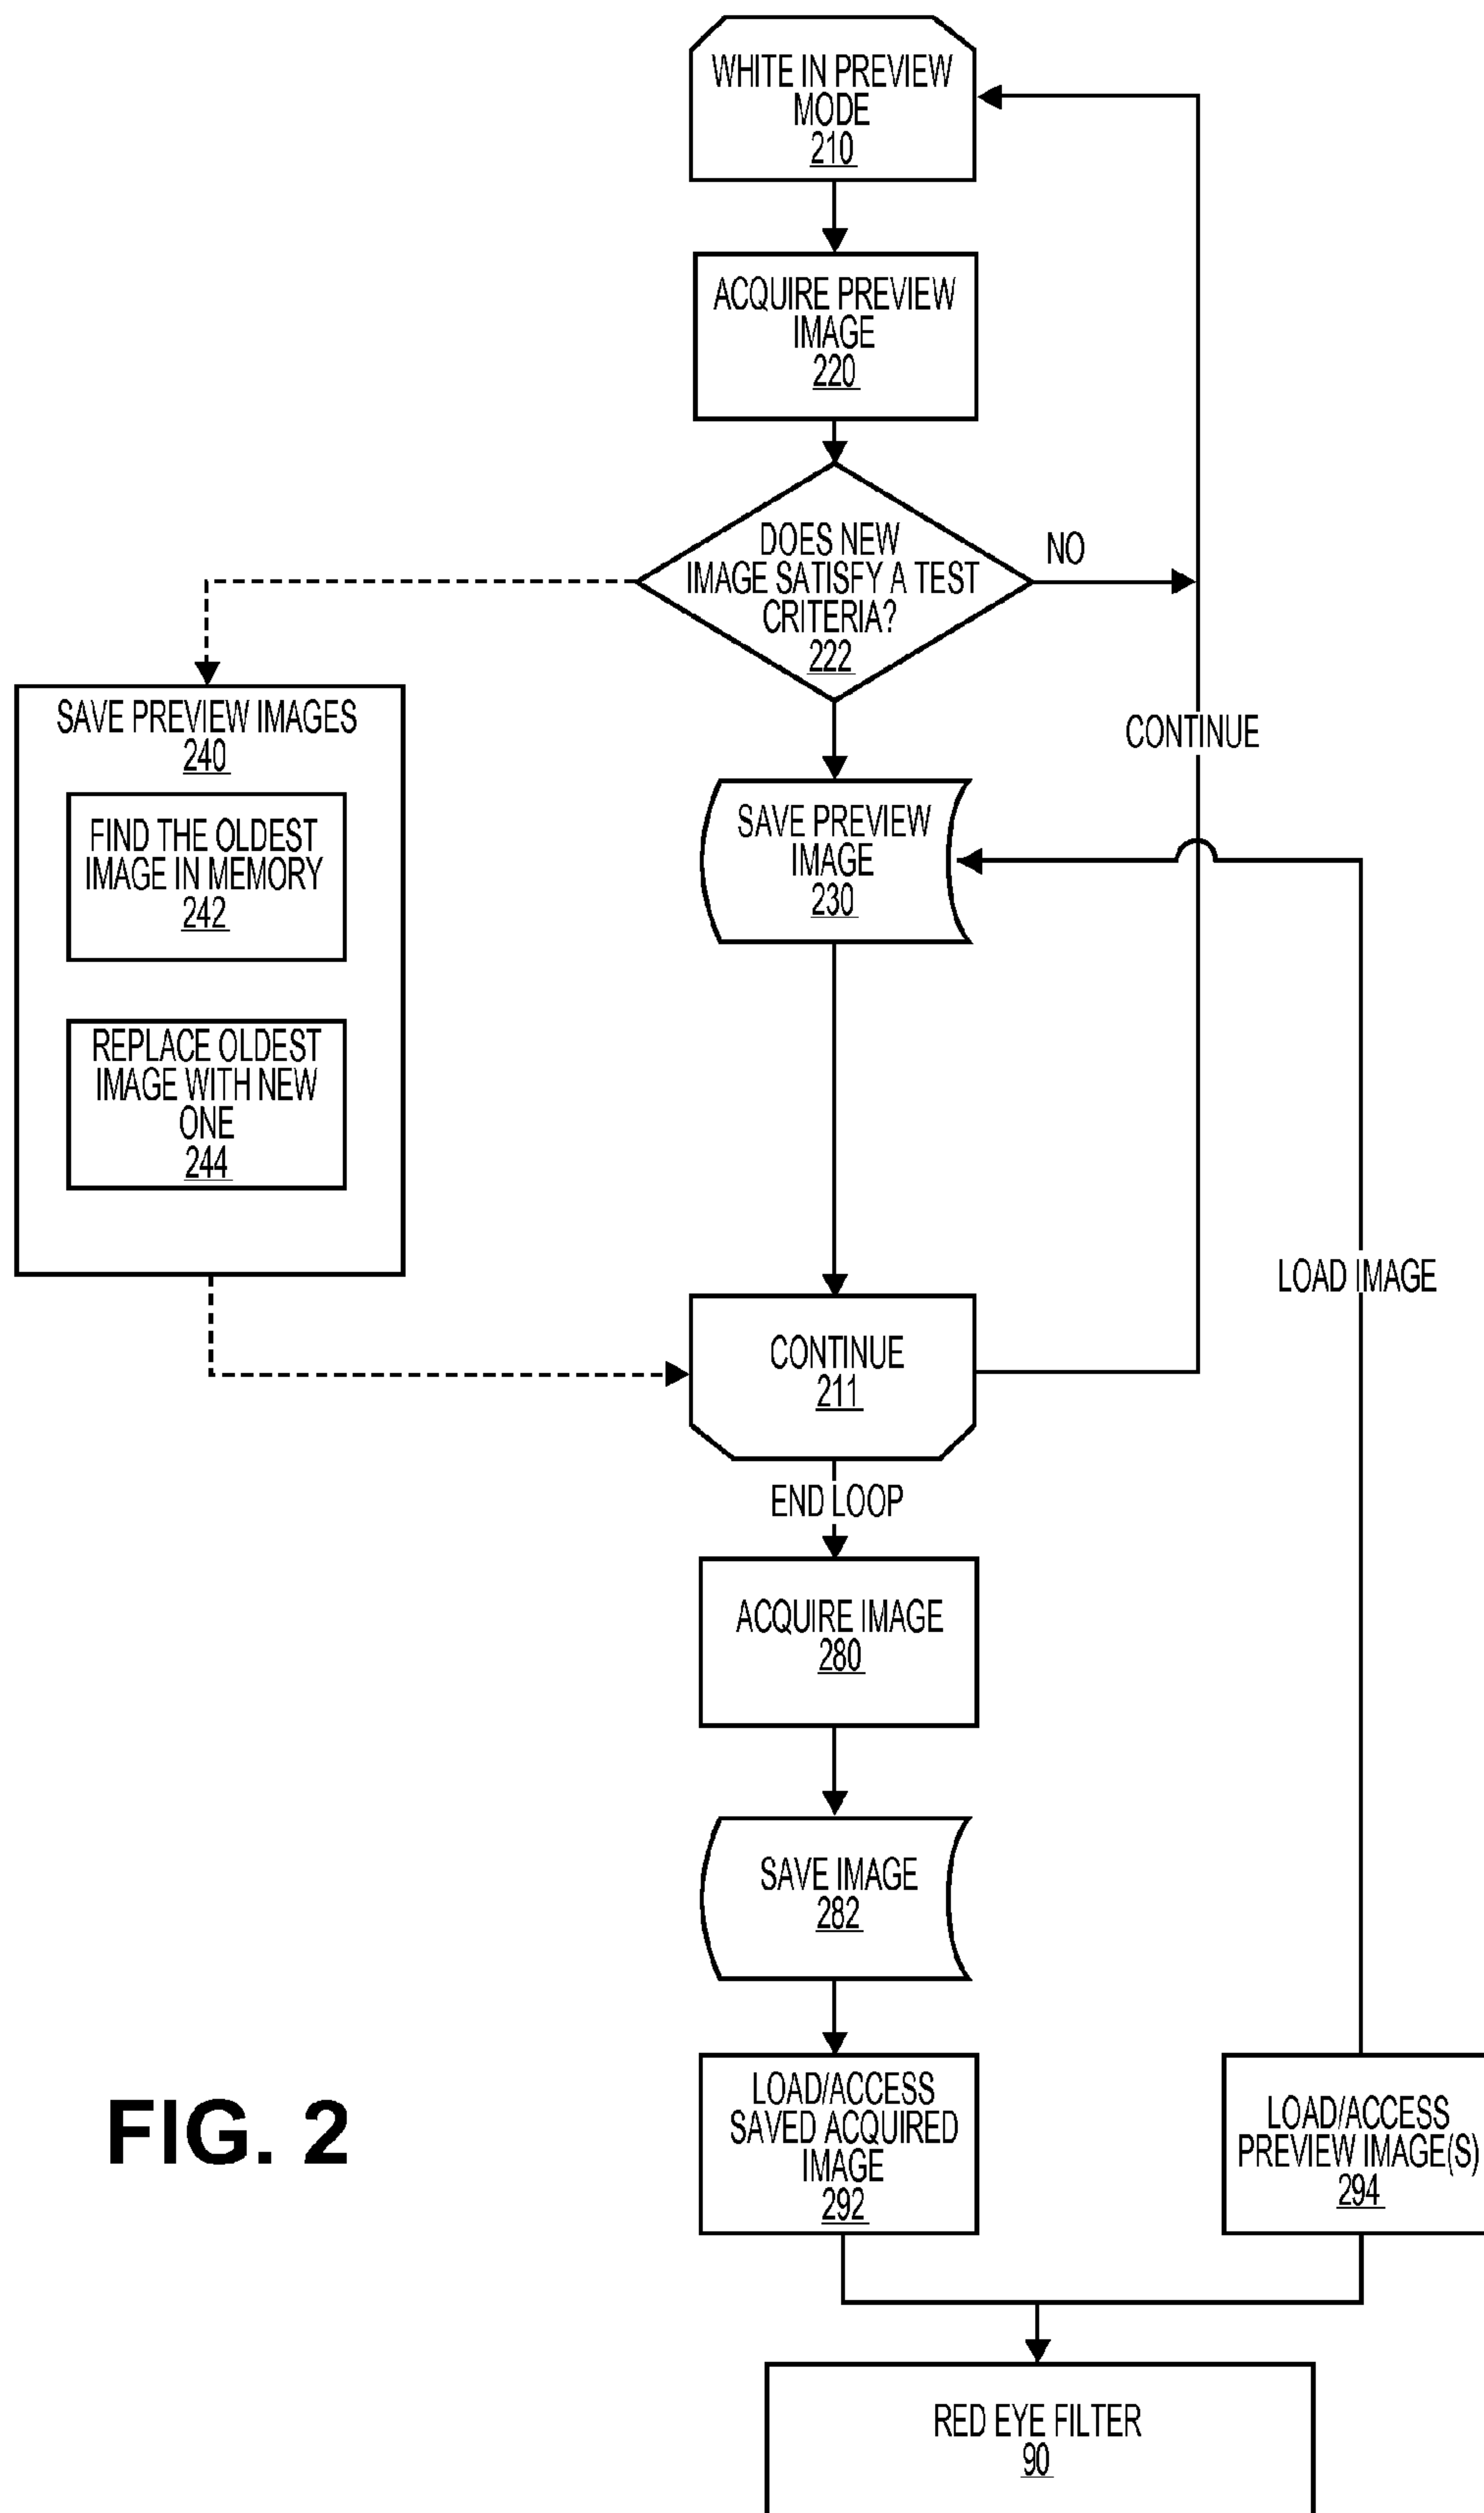 WHITE IN PREVIEW
MODE
210
ACQUIRE PREVIEW
IMAGE
220
DOES NEW
IMAGE SATISFY A TEST
CRITERIA?
222
NO
SAVE PREVIEW IMAGES
240
FIND THE OLDEST
IMAGE IN MEMORY
242
REPLACE OLDEST
IMAGE WITH NEW
ONE
244
CONTINUE
SAVE PREVIEW
IMAGE
230
LOAD IMAGE
CONTINUE
211
END LOOP
ACQUIRE IMAGE
280
SAVE IMAGE
282
LOAD/ACCESS
SAVED ACQUIRED
IMAGE
292
LOAD/ACCESS
PREVIEW IMAGE(S)
294
FIG. 2
RED EYE FILTER
90